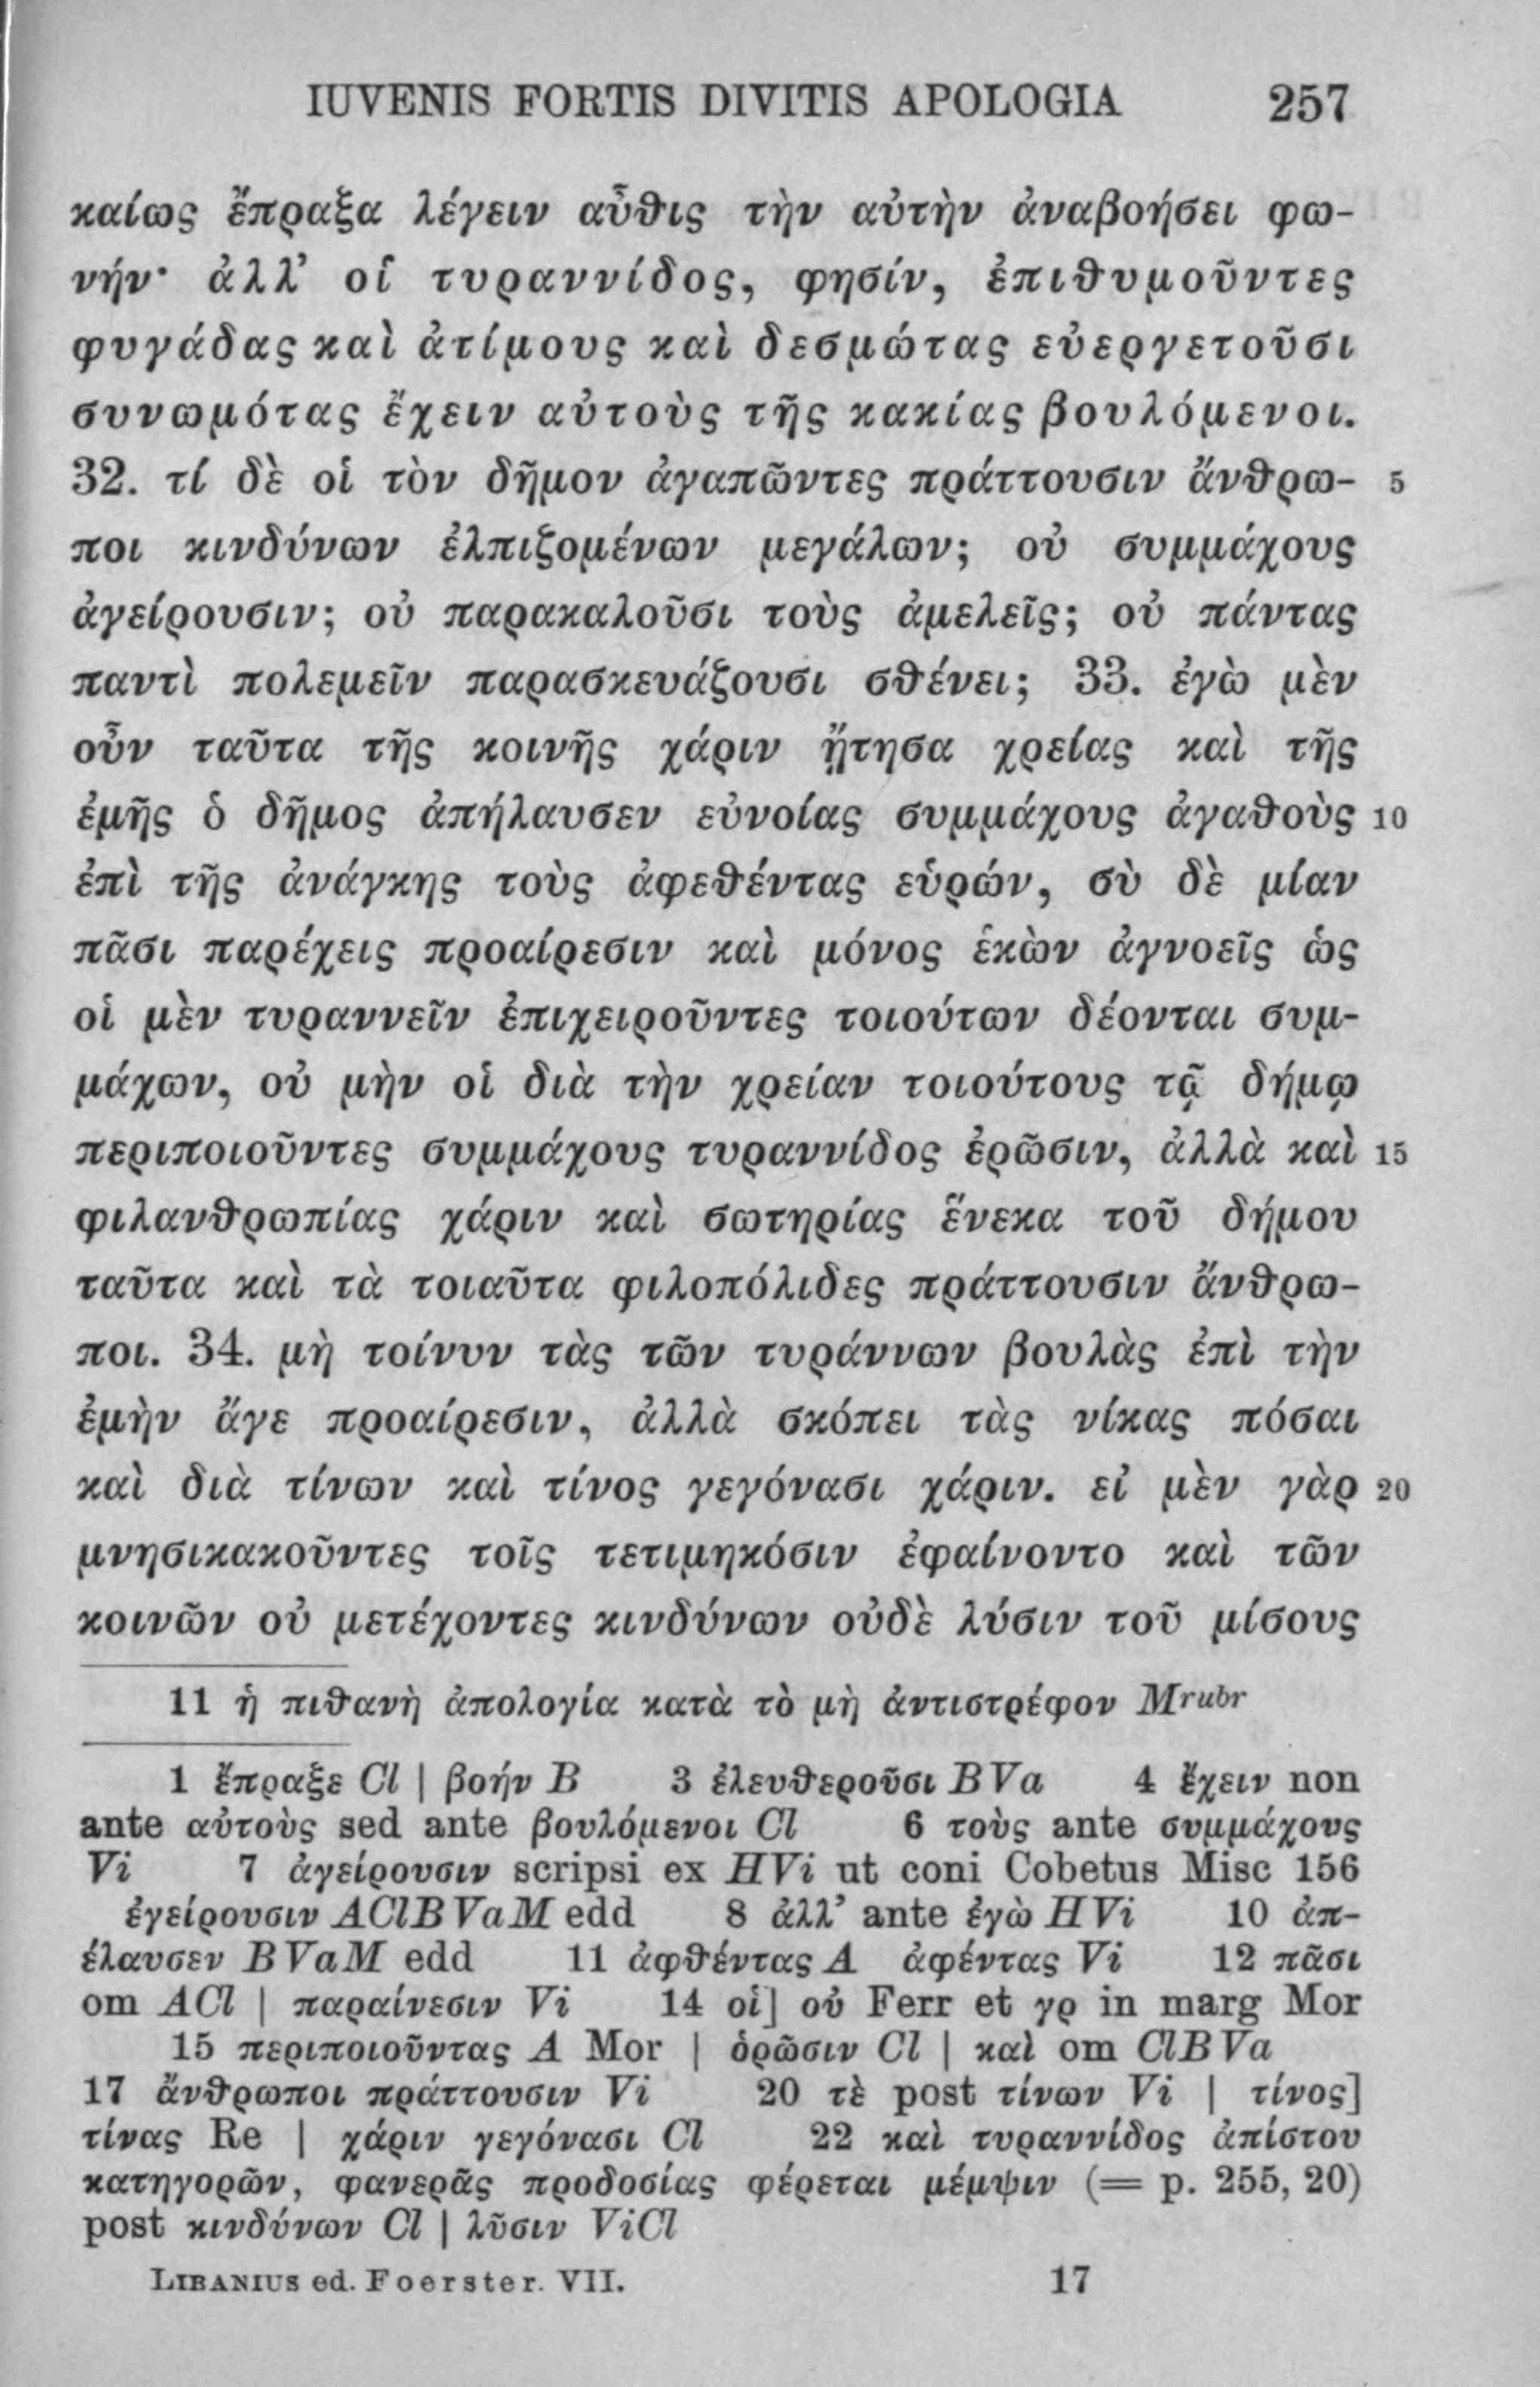 IUVENIS FORTIS DIVITIS APOLOGIA 257
καίως ἔπραξα λέγειν αὖθις τὴν αὐτὴν ἀναβοήσει φω-
νήν· ἀλλ’ οἱ τυραννίδος, φησίν, ἐπιθυμοῦντες
φυγάδας καὶ ἀτίμους καὶ δεσμώτας εὐεργετοῦσι
συνωμότας ἔχειν αὐτοὺς τῆς κακίας βουλόμενοι.
32. τί δὲ οἱ τὸν δῆμον ἀγαπῶντες πράττουσιν ἄνθρω- 5
ποι κινδύνων ἐλπιζομένων μεγάλων; οὐ συμμάχους
ἀγείρουσιν; οὐ παρακαλοῦσι τοὺς ἀμελεῖς; οὐ πάντας
παντὶ πολεμεῖν παρασκευάζουσι σθένει; 33. ἐγὼ μὲν
οὖν ταῦτα τῆς κοινῆς χάριν ᾔτησα χρείας καὶ τῆς
ἐμῆς ὁ δῆμος ἀπήλαυσεν εὐνοίας συμμάχους ἀγαθοὺς 10
ἐπὶ τῆς ἀνάγκης τοὺς ἀφεθέντας εὑρών, σὺ δὲ μίαν
πᾶσι παρέχεις προαίρεσιν καὶ μόνος ἑκὼν ἀγνοεῖς ὡς
οἱ μὲν τυραννεῖν ἐπιχειροῦντες τοιούτων δέονται συμ-
μάχων, οὐ μὴν οἱ διὰ τὴν χρείαν τοιούτους τῷ δήμῳ
περιποιοῦντες συμμάχους τυραννίδος ἐρῶσιν, ἀλλὰ καὶ 15
φιλανθρωπίας χάριν καὶ σωτηρίας ἕνεκα τοῦ δήμου
ταῦτα καὶ τὰ τοιαῦτα φιλοπόλιδες πράττουσιν ἄνθρω-
ποι. 34. μὴ τοίνυν τὰς τῶν τυράννων βουλὰς ἐπὶ τὴν
ἐμὴν ἄγε προαίρεσιν, ἀλλὰ σκόπει τὰς νίκας πόσαι
καὶ διὰ τίνων καὶ τίνος γεγόνασι χάριν. εἰ μὲν γὰρ 20
μνησικακοῦντες τοῖς τετιμηκόσιν ἐφαίνοντο καὶ τῶν
κοινῶν οὐ μετέχοντες κινδύνων οὐδὲ λύσιν τοῦ μίσους
11 ἡ πιθανὴ ἀπολογία κατὰ τὸ μὴ ἀντιστρέφον Mrubr
1 ἔπραξε Cl | βοήν B 3 ἐλευθεροῦσι BVa 4 ἔχειν non
ante αὐτοὺς sed ante βουλόμενοι Cl 6 τοὺς ante συμμάχους
Vi 7 ἀγείρουσιν scripsi ex HVi ut coni Cobetus Misc 156
ἐγείρουσιν AClBVaM edd 8 ἀλλ’ ante ἐγὼ HVi 10 ἀπ-
έλαυσεν BVaM edd 11 ἀφθέντας A ἀφέντας Vi 12 πᾶσι
om ACl | παραίνεσιν Vi 14 οἱ] οὐ Ferr et γρ in marg Mor
15 περιποιοῦντας A Mor | ὁρῶσιν Cl | καὶ om ClBVa
17 ἄνθρωποι πράττουσιν Vi 20 τὲ post τίνων Vi | τίνος]
τίνας Re | χάριν γεγόνασι Cl 22 καὶ τυραννίδος ἀπίστου
κατηγορῶν, φανερᾶς προδοσίας φέρεται μέμψιν (= p. 255, 20)
post κινδύνων Cl | λῦσιν ViCl
LIBANIUS ed. Foerster. VII. 17